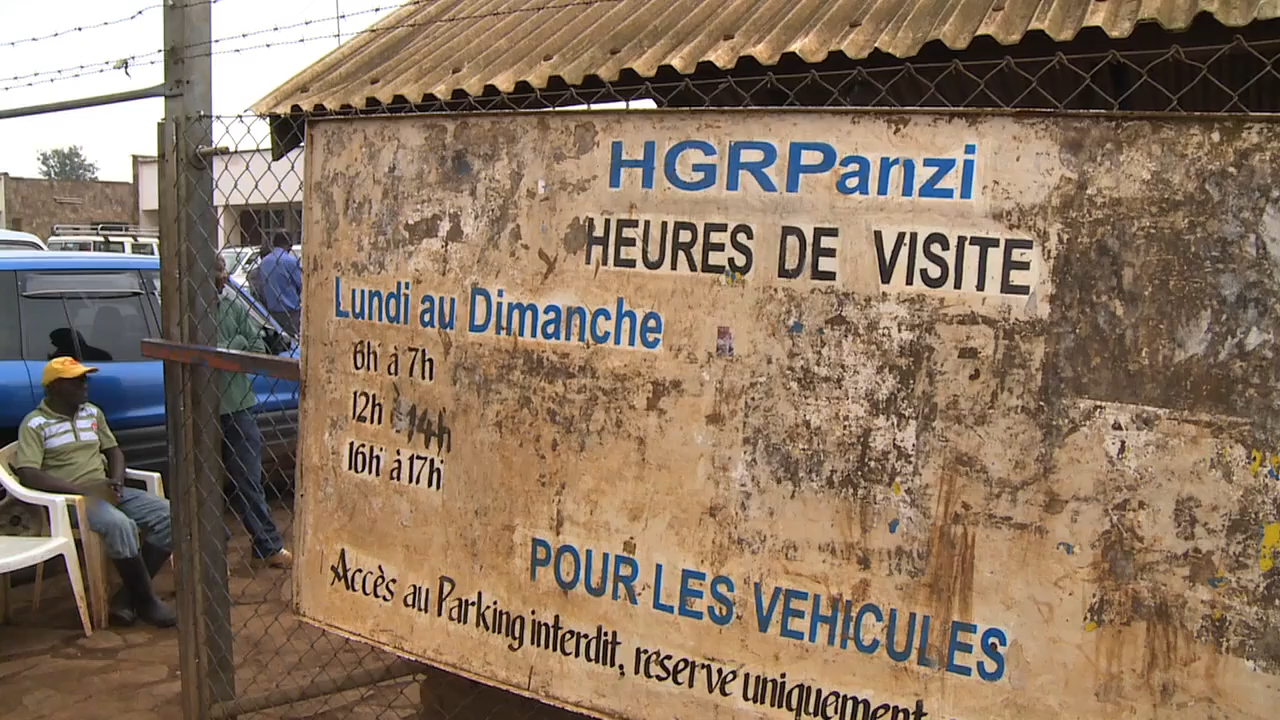 HGRPanzi
HEURES DE VISITE
Lundi au Dimanche
6h à 7h
12h à 14h
16h à 17h
POUR LES VEHICULES
Accès au Parking interdit, reserve uniquement